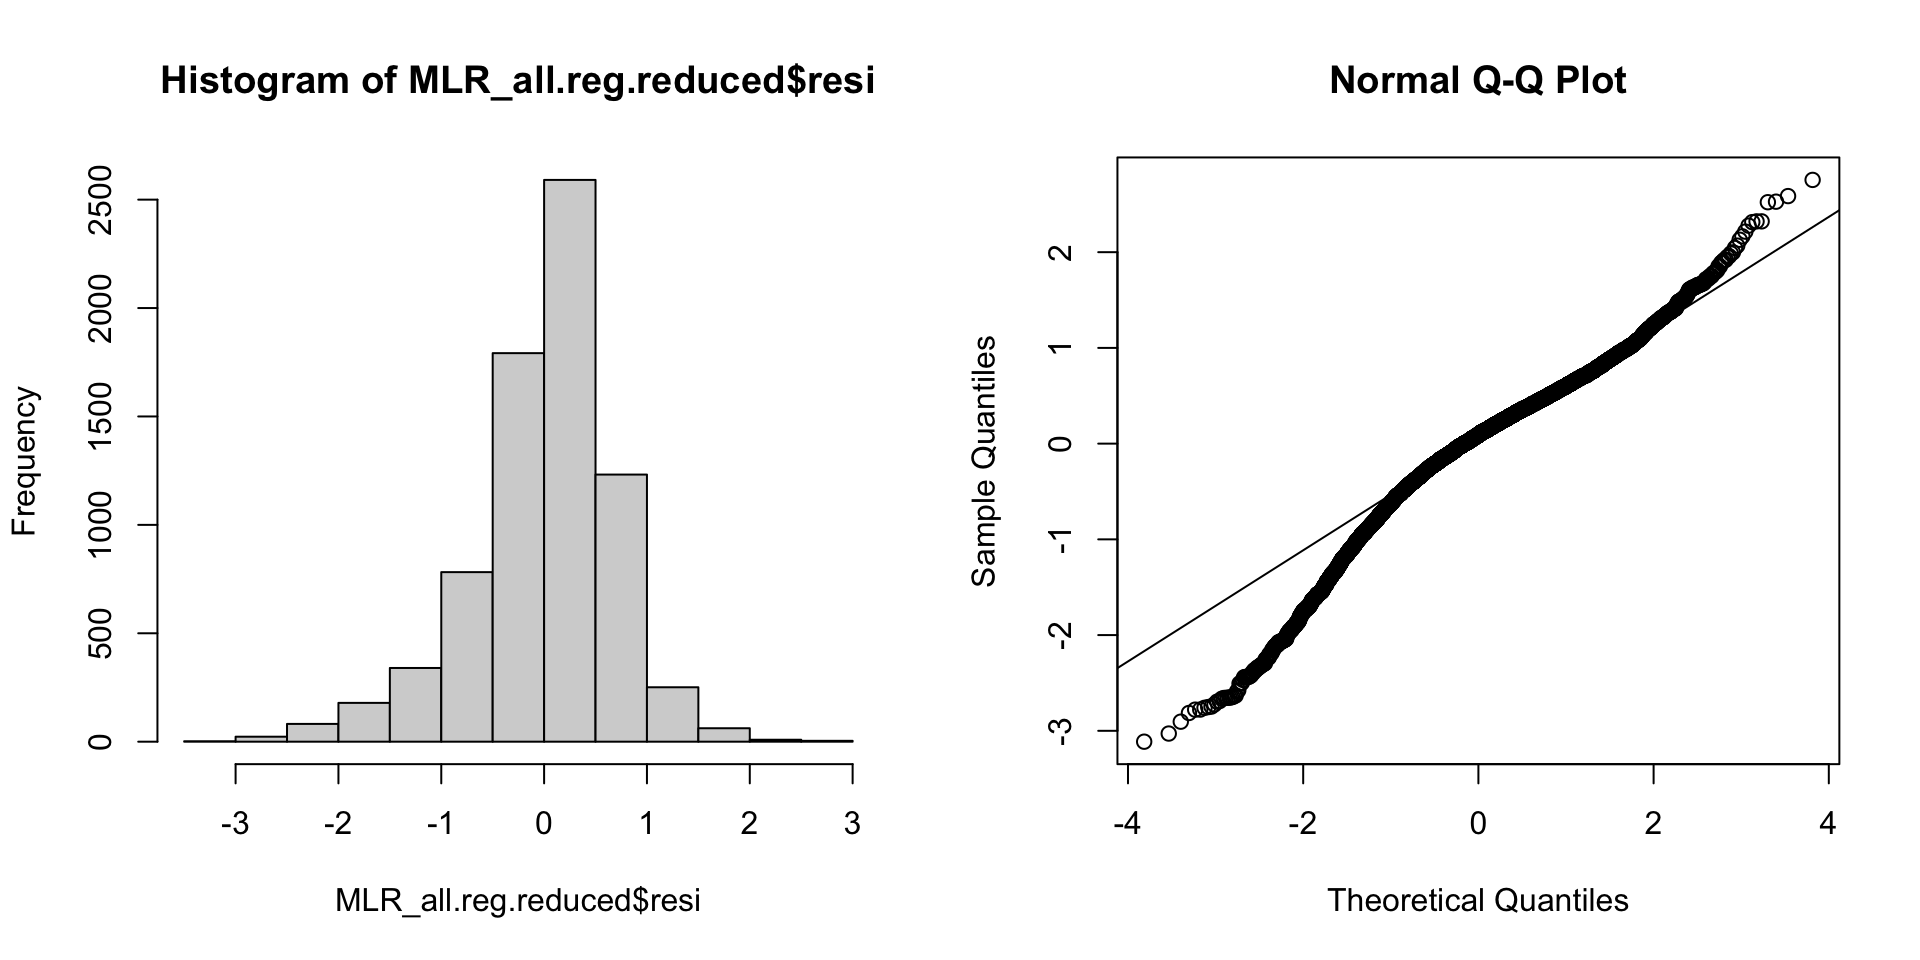 Histogram of MLR_all.reg.reduced$resi
Frequency
2500
2000
1500
1000
500
0
-3 -2 -1 0 1 2 3
MLR_all.reg.reduced$resi
Normal Q-Q Plot
Sample Quantiles
2
1
0
-1
-2
-3
-4 -2 0 2 4
Theoretical Quantiles